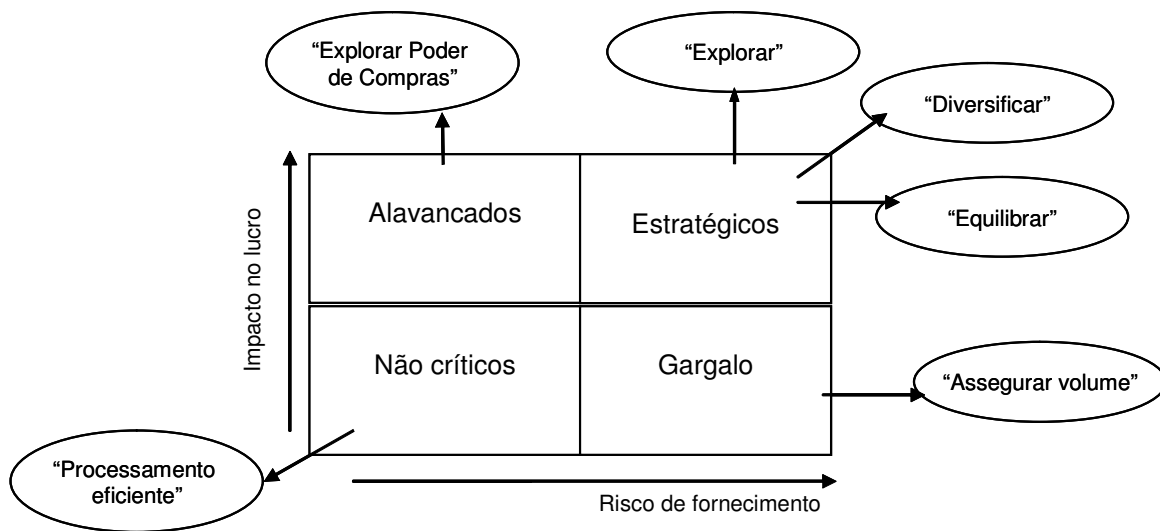 “Explorar Poder
de Compras”
“Explorar”
“Diversificar”
“Equilibrar”
Alavancados
Estratégicos
Impacto no lucro
Não críticos
Gargalo
“Assegurar volume”
“Processamento
eficiente”
Risco de fornecimento